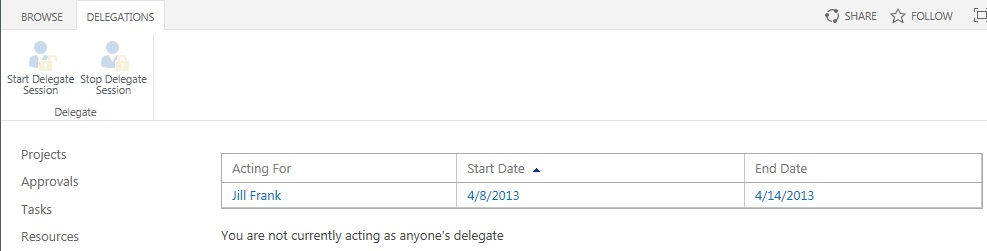 BROWSE DELEGATIONS SHARE FOLLOW
Start Delegate Session Stop Delegate Session
Delegate
Projects
Approvals
Tasks
Resources
Acting For Start Date End Date
Jill Frank 4/8/2013 4/14/2013
You are not currently acting as anyone's delegate